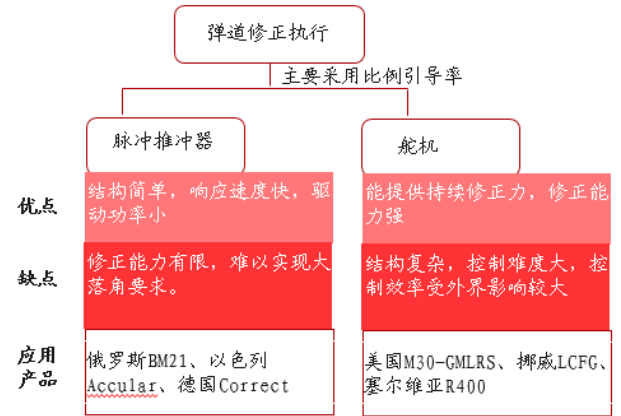 弹道修正执行
主要采用比例引导率
脉冲推冲器
舵机
优点
结构简单，响应速度快，驱
动功率小
能提供持续修正力，修正能
力强
缺点
修正能力有限，难以实现大
落角要求。
结构复杂，控制难度大，控
制效率受外界影响较大
应用
产品
俄罗斯BM21、以色列
Accular、德国Correct
美国M30-GMLRS、挪威LCFG、
塞尔维亚R400